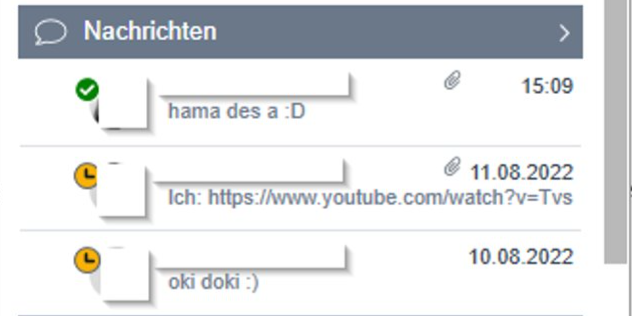 Nachrichten
15:09
hama des a :D
11.08.2022
Ich: https://www.youtube.com/watch?v=Tvs
10.08.2022
oki doki :)